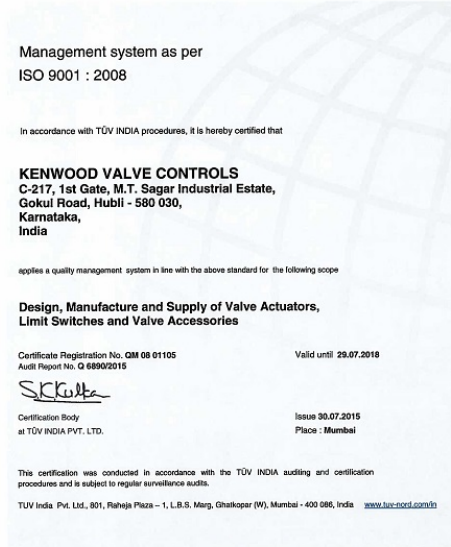 Management system as per
ISO 9001 : 2008
In accordance with TÜV INDIA procedures, it is hereby certified that
KENWOOD VALVE CONTROLS
C-217, 1st Gate, M.T. Sagar Industrial Estate,
Gokul Road, Hubli - 580 030,
Karnataka,
India
applies a quality management system in line with the above standard for the following scope
Design, Manufacture and Supply of Valve Actuators,
Limit Switches and Valve Accessories
Certificate Registration No. QM 08 01105 Valid until 29.07.2018
Audit Report No. Q 6890/2015
Certification Body Issue 30.07.2015
at TÜV INDIA PVT. LTD. Place : Mumbai
This certification was conducted in accordance with the TÜV INDIA auditing and certification
procedures and is subject to regular surveillance audits.
TUV India Pvt. Ltd., 801, Raheja Plaza – 1, L.B.S. Marg, Ghatkopar (W), Mumbai - 400 086, India www.tuv-nord.com/in